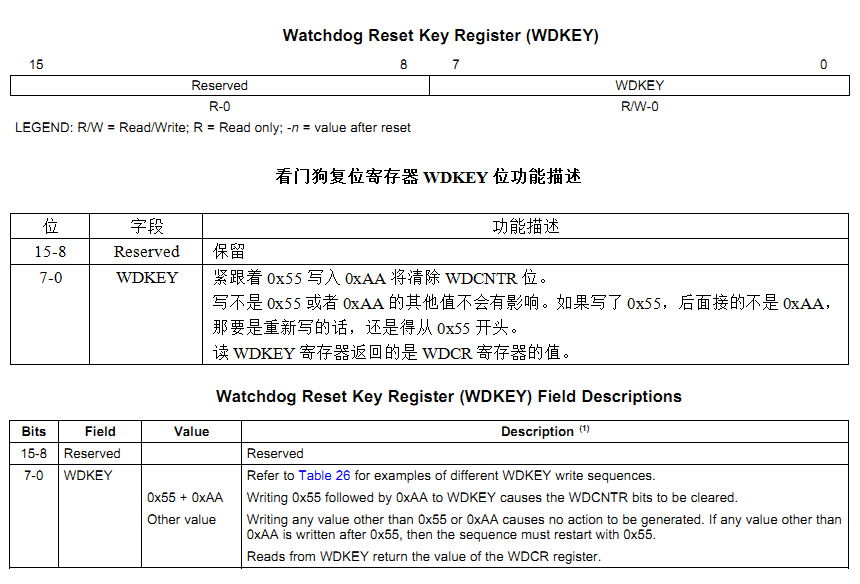 Watchdog Reset Key Register (WDKEY)
15 8 7 0
Reserved WDKEY
R-0 R/W-0
LEGEND: R/W = Read/Write; R = Read only; -n = value after reset
看门狗复位寄存器 WDKEY 位功能描述
位 字段 功能描述
15-8 Reserved 保留
7-0 WDKEY 紧跟着 0x55 写入 0xAA 将清除 WDCNTR 位。
写不是 0x55 或者 0xAA 的其他值不会有影响。如果写了 0x55，后面接的不是 0xAA，
那要是重新写的话，还是得从 0x55 开头。
读 WDKEY 寄存器返回的是 WDCR 寄存器的值。
Watchdog Reset Key Register (WDKEY) Field Descriptions
Bits Field Value Description (1)
15-8 Reserved Reserved
7-0 WDKEY Refer to Table 26 for examples of different WDKEY write sequences.
0x55 + 0xAA Writing 0x55 followed by 0xAA to WDKEY causes the WDCNTR bits to be cleared.
Other value Writing any value other than 0x55 or 0xAA causes no action to be generated. If any value other than
0xAA is written after 0x55, then the sequence must restart with 0x55.
Reads from WDKEY return the value of the WDCR register.